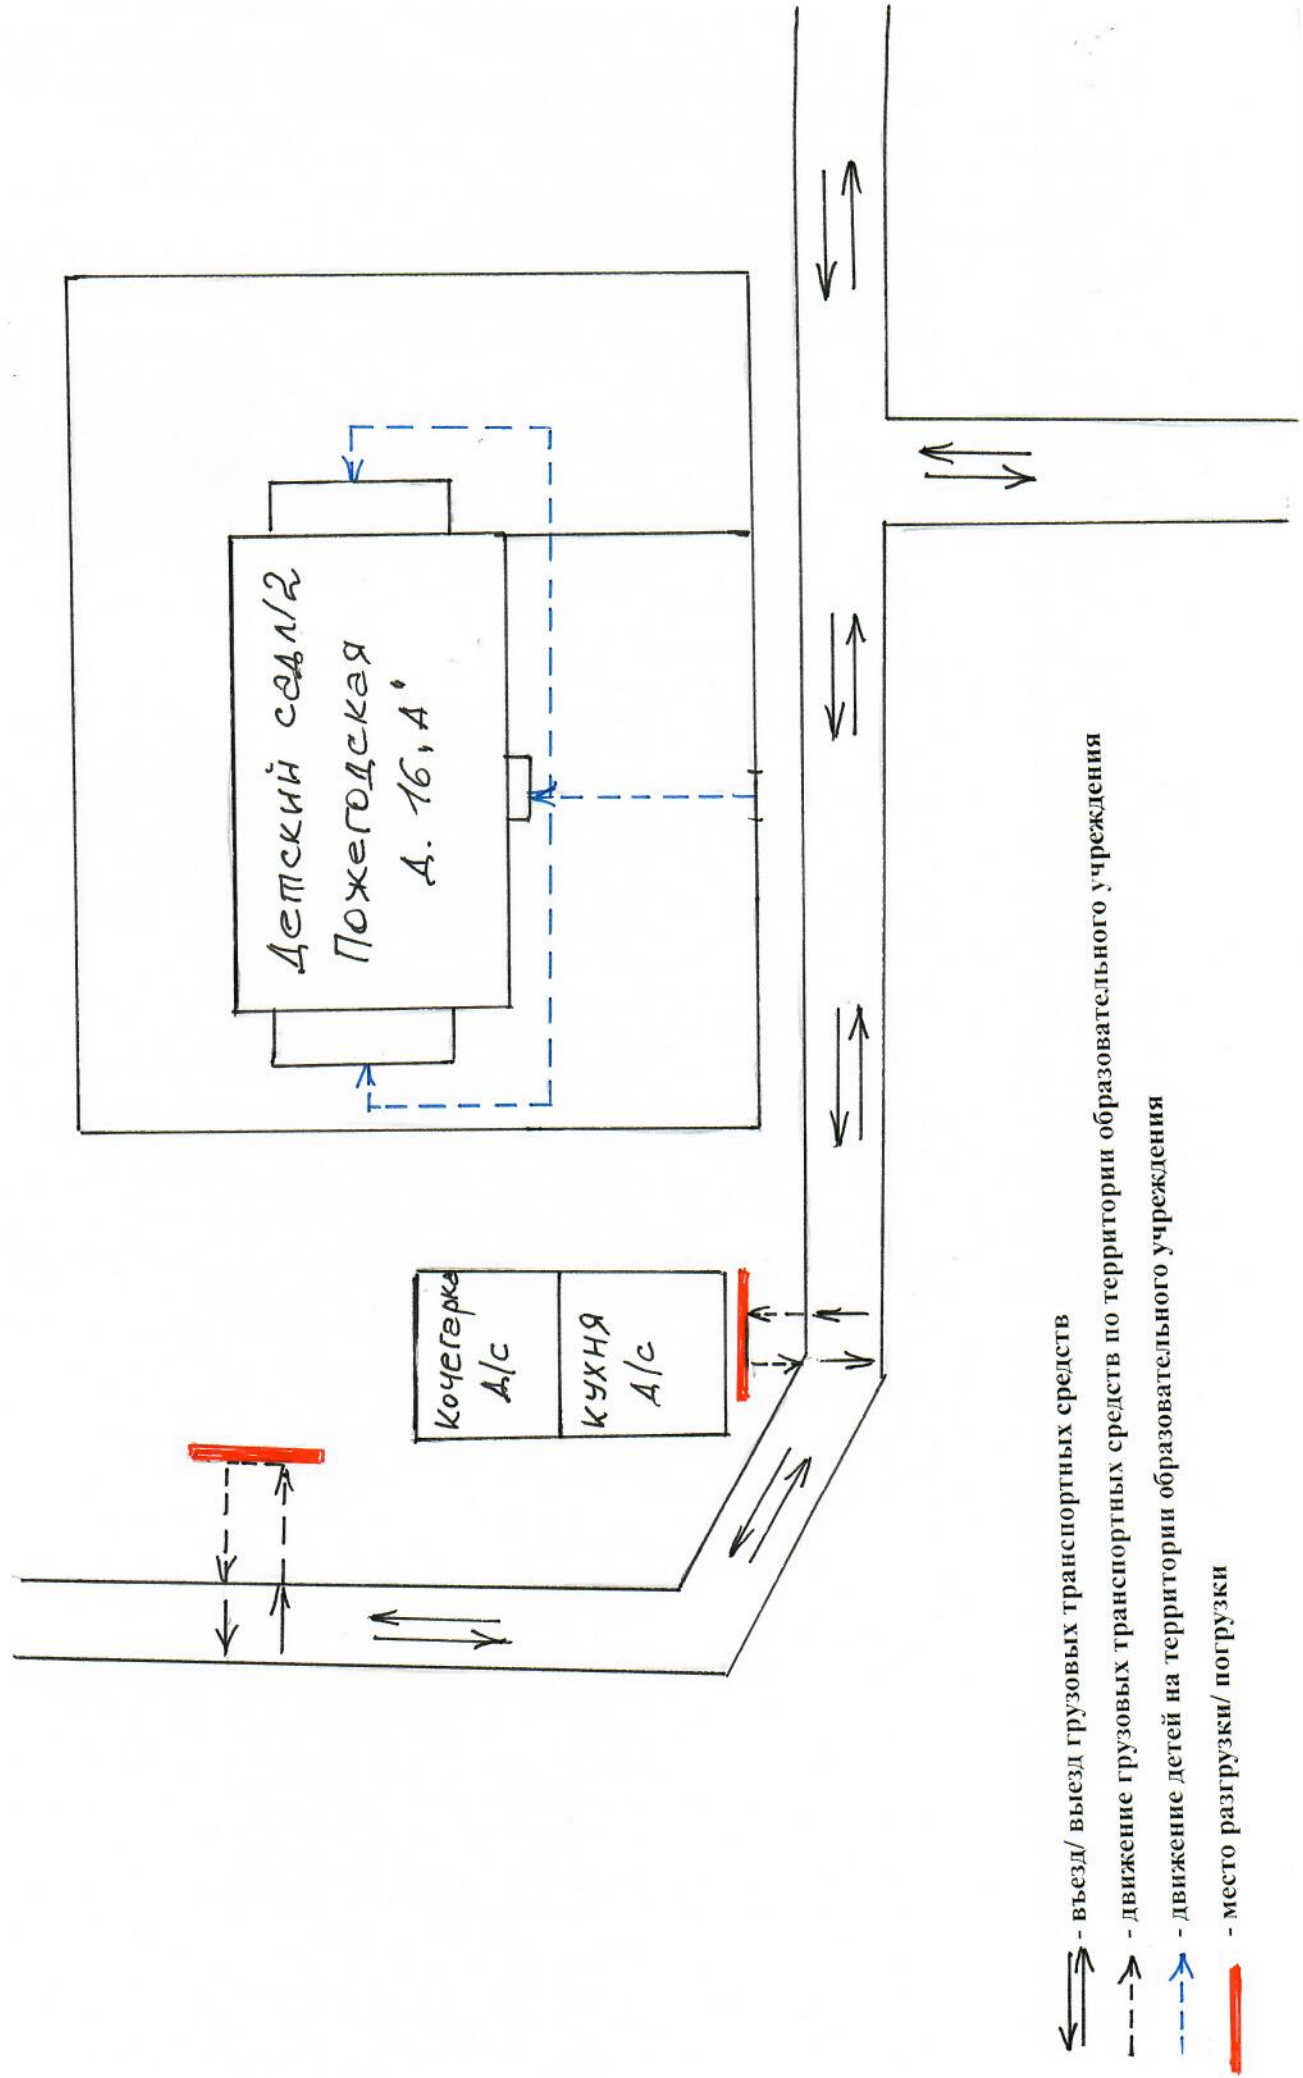 Детский сад №2
Пожегодская
д. 16 „А"
Кочегарка
д/с
КУХНЯ
д/с
- въезд/ выезд грузовых транспортных средств
- движение грузовых транспортных средств по территории образовательного учреждения
- движение детей на территории образовательного учреждения
- место разгрузки/ погрузки